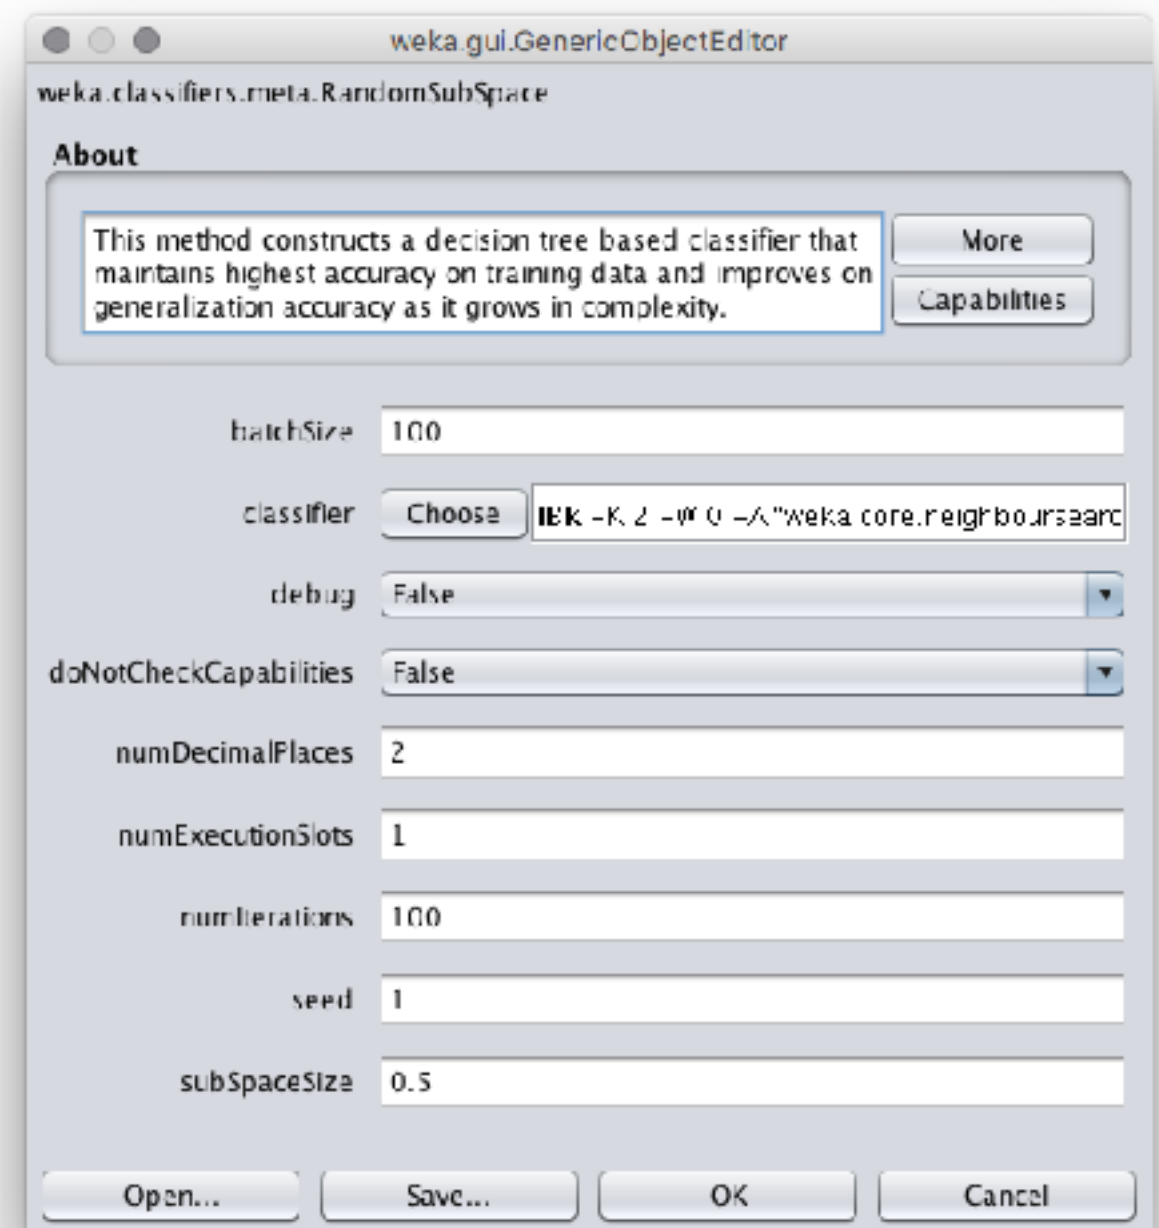 weka.gui.GenericObjectEditor
weka.classifiers.meta.RandomSubSpace
About
This method constructs a decision tree based classifier that
maintains highest accuracy on training data and improves on
generalization accuracy as it grows in complexity.
More
Capabilities
batchSize 100
classifier Choose IBk -K 2 -W 0 -A "weka.core.neighboursearc
debug False
doNotCheckCapabilities False
numDecimalPlaces 2
numExecutionSlots 1
numIterations 100
seed 1
subSpaceSize 0.5
Open... Save... OK Cancel